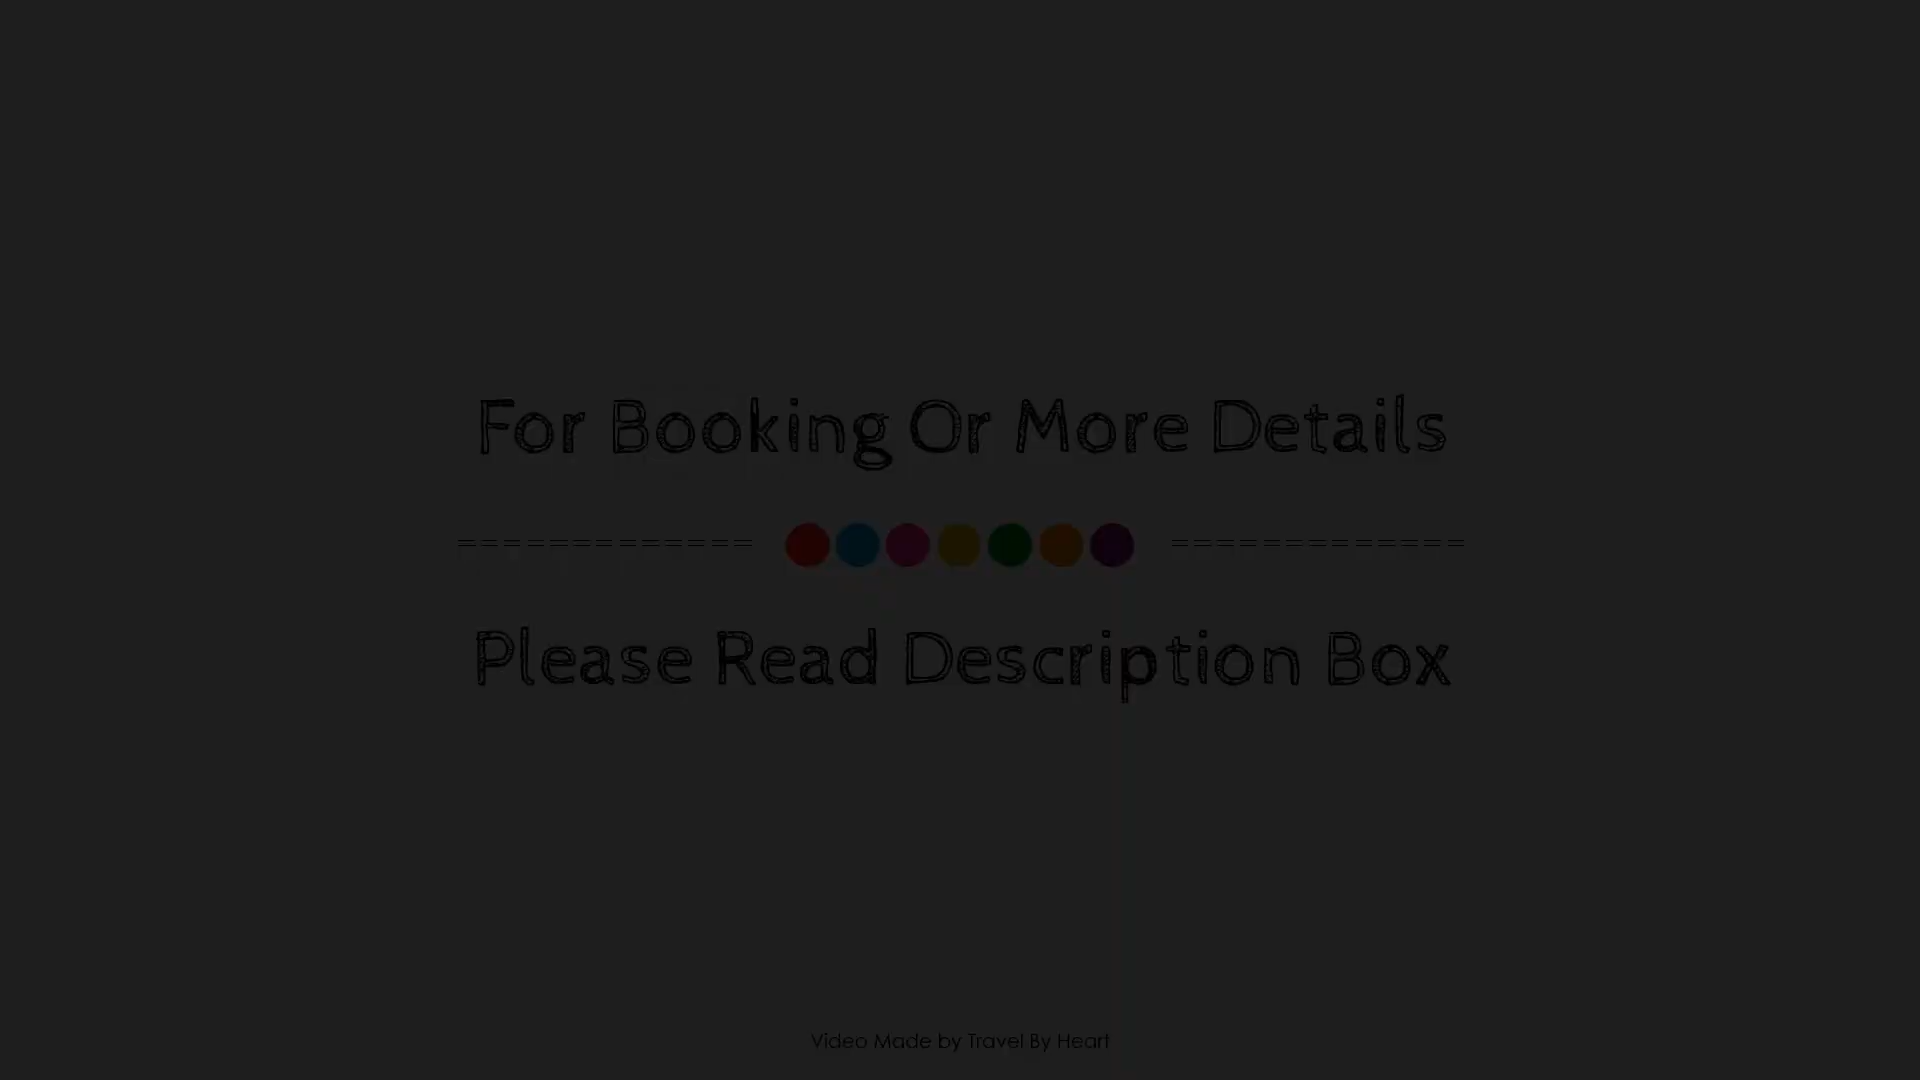 For Booking Or More Details
============= =============
Please Read Description Box
Video Made by Travel By Heart